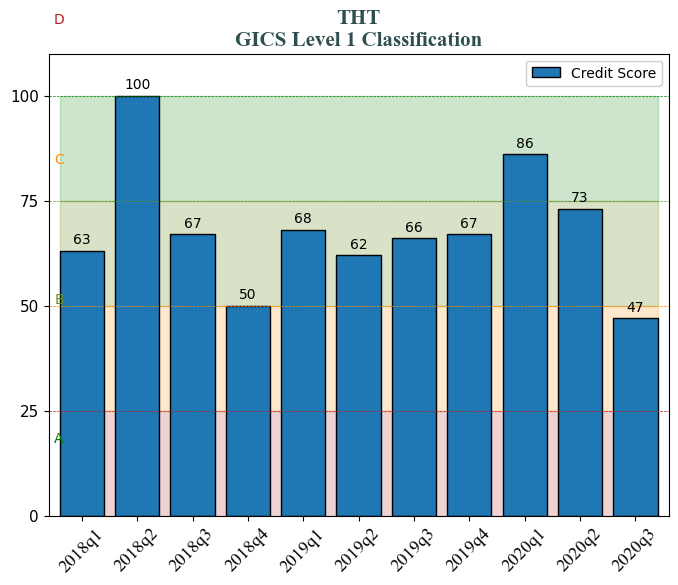 D
THT
GICS Level 1 Classification
Credit Score
100
100
C
86
75
73
67
68
67
66
63
62
50
50
B
47
25
A
0
2018q1
2018q2
2018q3
2018q4
2019q1
2019q2
2019q3
2019q4
2020q1
2020q2
2020q3